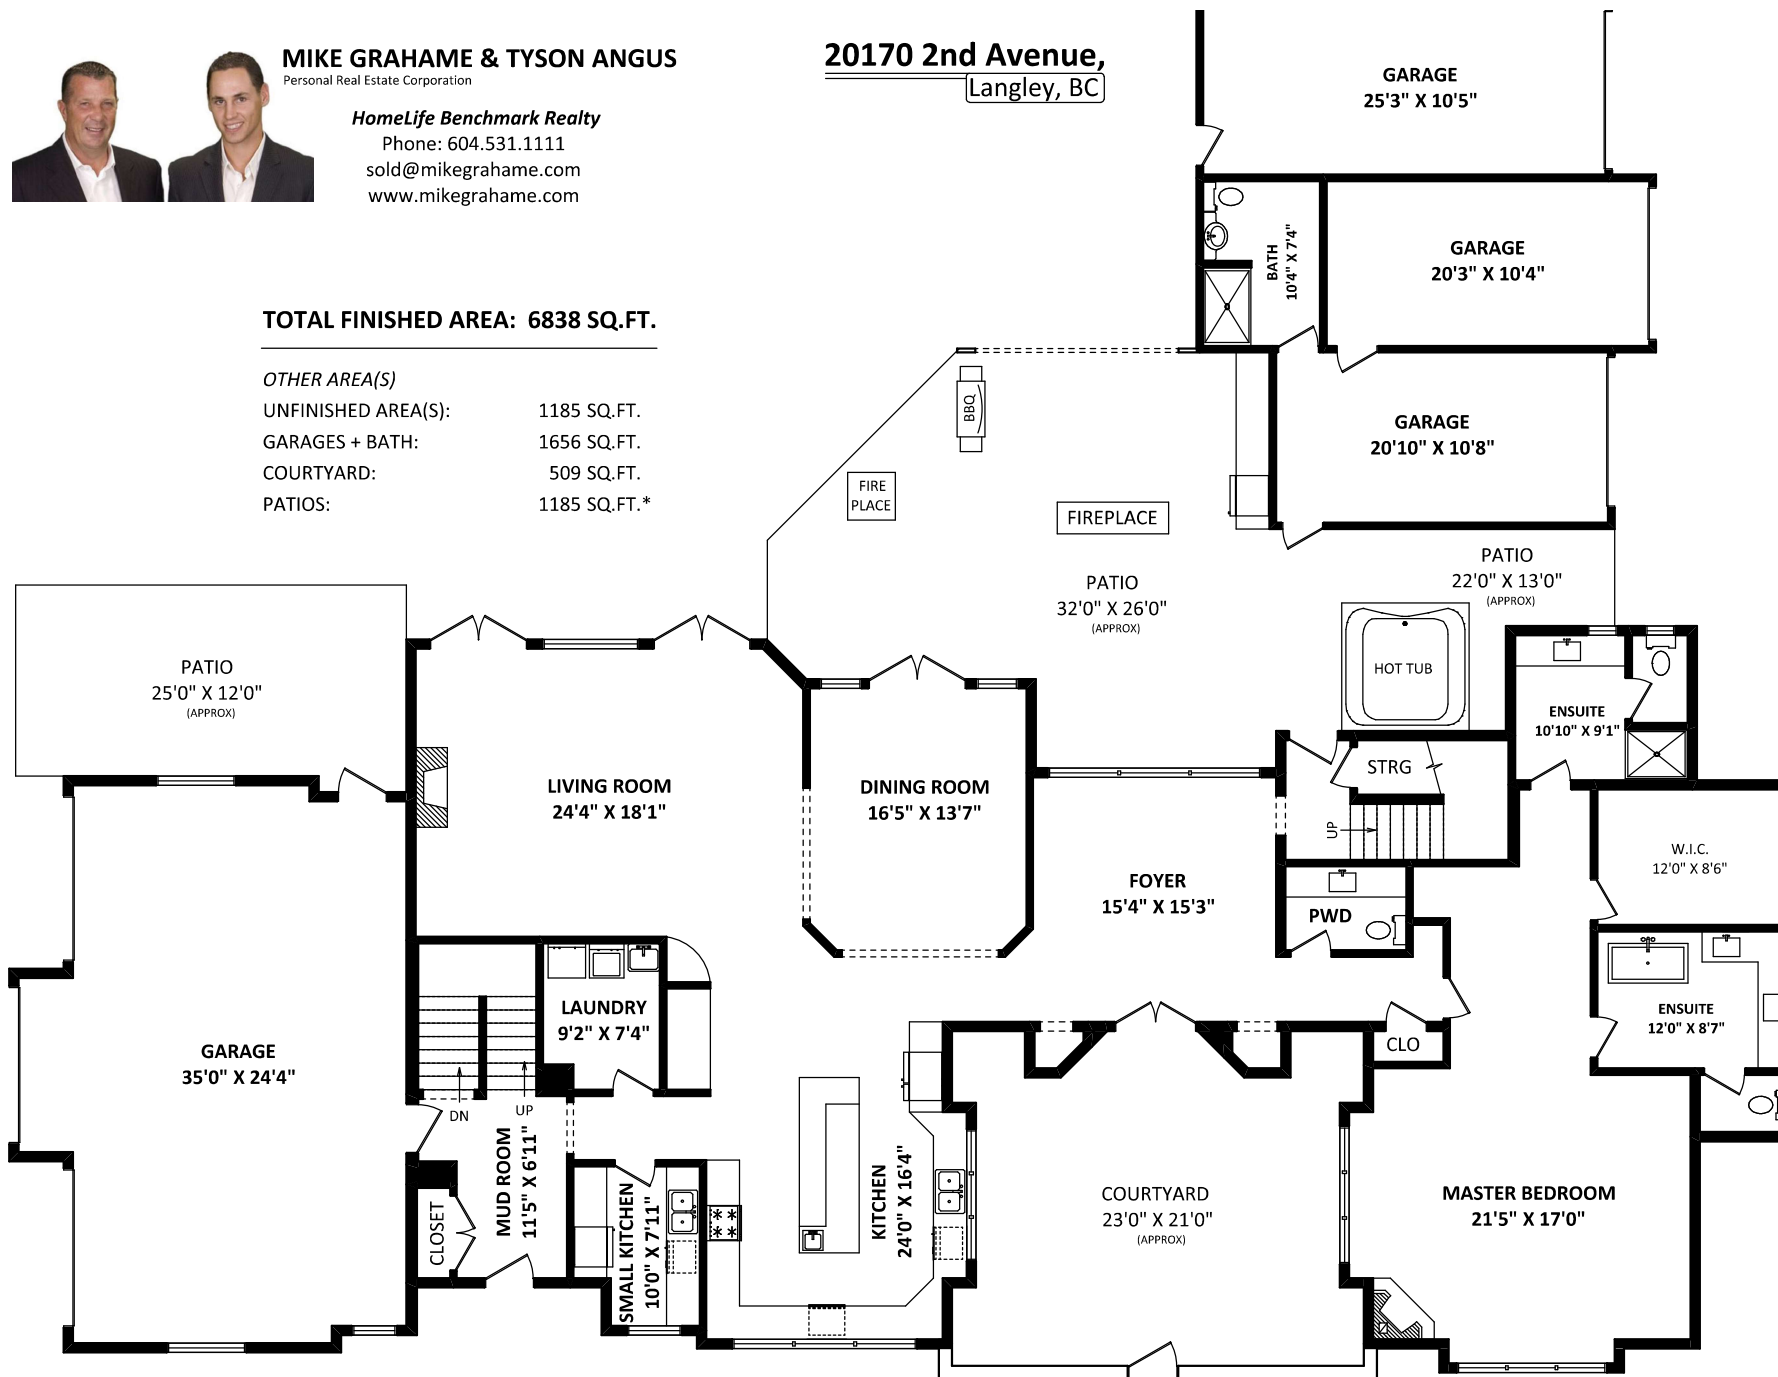 MIKE GRAHAME & TYSON ANGUS
Personal Real Estate Corporation
HomeLife Benchmark Realty
Phone: 604.531.1111
sold@mikegrahame.com
www.mikegrahame.com
20170 2nd Avenue,
Langley, BC
TOTAL FINISHED AREA: 6838 SQ.FT.
OTHER AREA(S)
UNFINISHED AREA(S): 1185 SQ.FT.
GARAGES + BATH: 1656 SQ.FT.
COURTYARD: 509 SQ.FT.
PATIOS: 1185 SQ.FT.*
GARAGE
25'3" X 10'5"
BATH
10'4" X 7'4"
GARAGE
20'3" X 10'4"
GARAGE
20'10" X 10'8"
BBQ
FIRE
PLACE
FIREPLACE
PATIO
32'0" X 26'0"
(APPROX)
PATIO
22'0" X 13'0"
(APPROX)
HOT TUB
PATIO
25'0" X 12'0"
(APPROX)
LIVING ROOM
24'4" X 18'1"
DINING ROOM
16'5" X 13'7"
ENSUITE
10'10" X 9'1"
STRG
UP
FOYER
15'4" X 15'3"
PWD
W.I.C.
12'0" X 8'6"
LAUNDRY
9'2" X 7'4"
ENSUITE
12'0" X 8'7"
CLO
GARAGE
35'0" X 24'4"
DN
UP
MUD ROOM
11'5" X 6'11"
CLOSET
SMALL KITCHEN
10'0" X 7'11"
KITCHEN
24'0" X 16'4"
COURTYARD
23'0" X 21'0"
(APPROX)
MASTER BEDROOM
21'5" X 17'0"